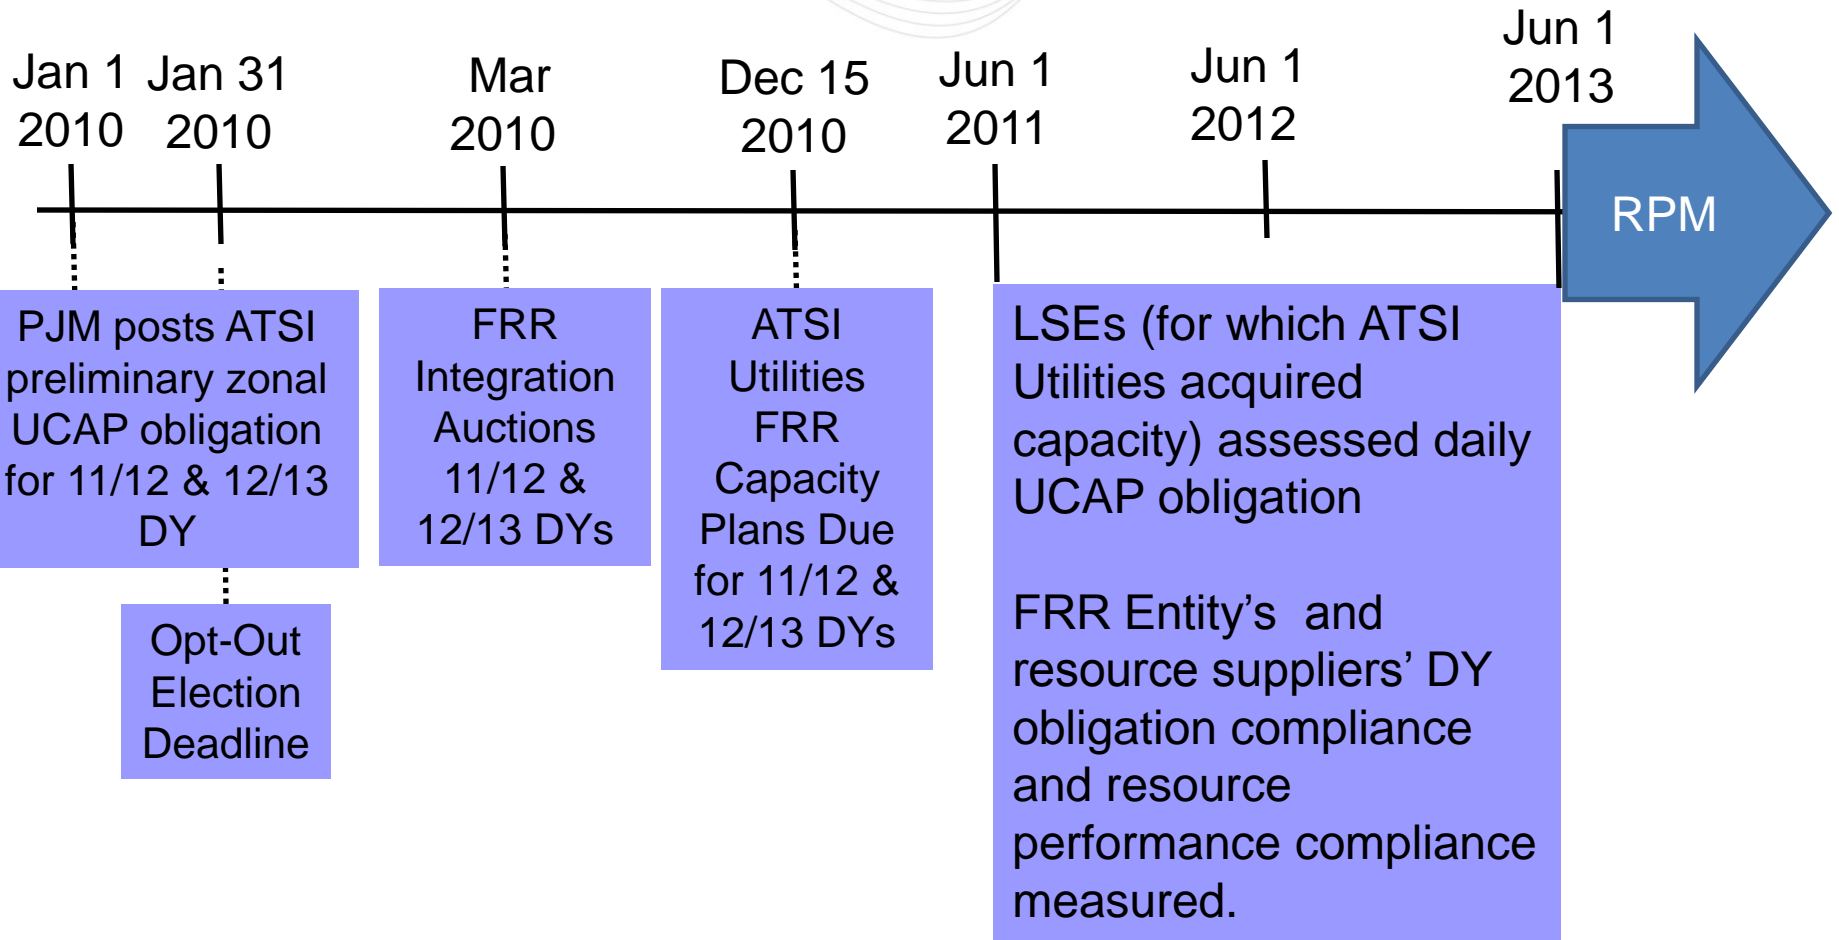 Jan 1
2010
Jan 31
2010
Mar
2010
Dec 15
2010
Jun 1
2011
Jun 1
2012
Jun 1
2013
RPM
PJM posts ATSI
preliminary zonal
UCAP obligation
for 11/12 & 12/13
DY
Opt-Out
Election
Deadline
FRR
Integration
Auctions
11/12 &
12/13 DYs
ATSI
Utilities
FRR
Capacity
Plans Due
for 11/12 &
12/13 DYs
LSEs (for which ATSI
Utilities acquired
capacity) assessed daily
UCAP obligation
FRR Entity’s  and
resource suppliers’ DY
obligation compliance
and resource
performance compliance
measured.